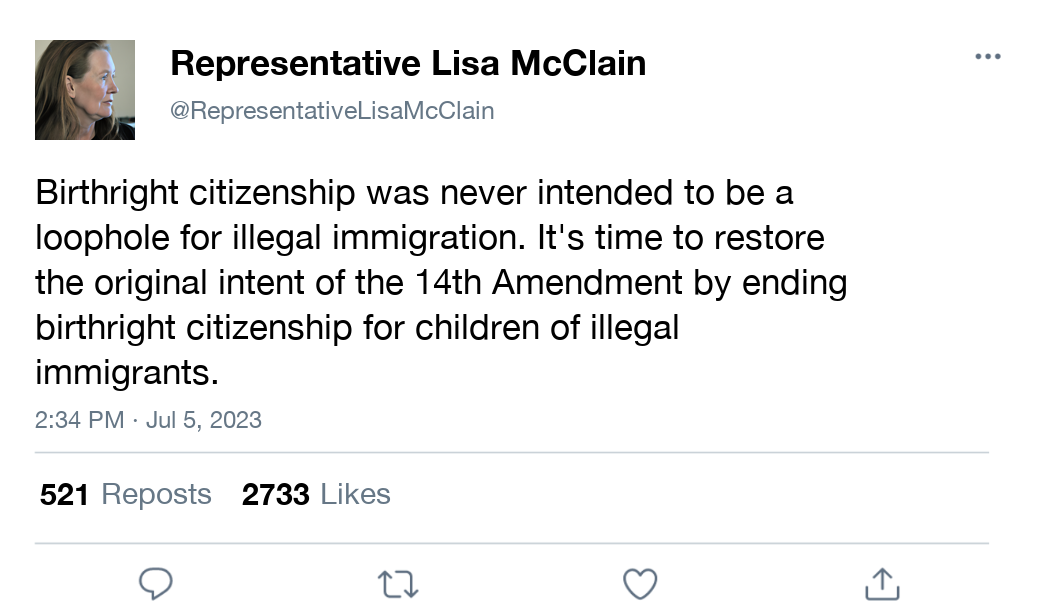 Representative Lisa McClain
@RepresentativeLisaMcClain
Birthright citizenship was never intended to be a
loophole for illegal immigration. It's time to restore
the original intent of the 14th Amendment by ending
birthright citizenship for children of illegal
immigrants.
2:34 PM · Jul 5, 2023
521 Reposts 2733 Likes